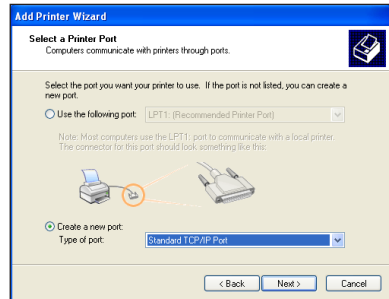 Add Printer Wizard
Select a Printer Port
Computers communicate with printers through ports.
Select the port you want your printer to use. If the port is not listed, you can create a
new port.
Use the following port: LPT1: (Recommended Printer Port)
Note: Most computers use the LPT1: port to communicate with a local printer.
The connector for this port should look something like this:
Create a new port:
Type of port: Standard TCP/IP Port
< Back Next > Cancel